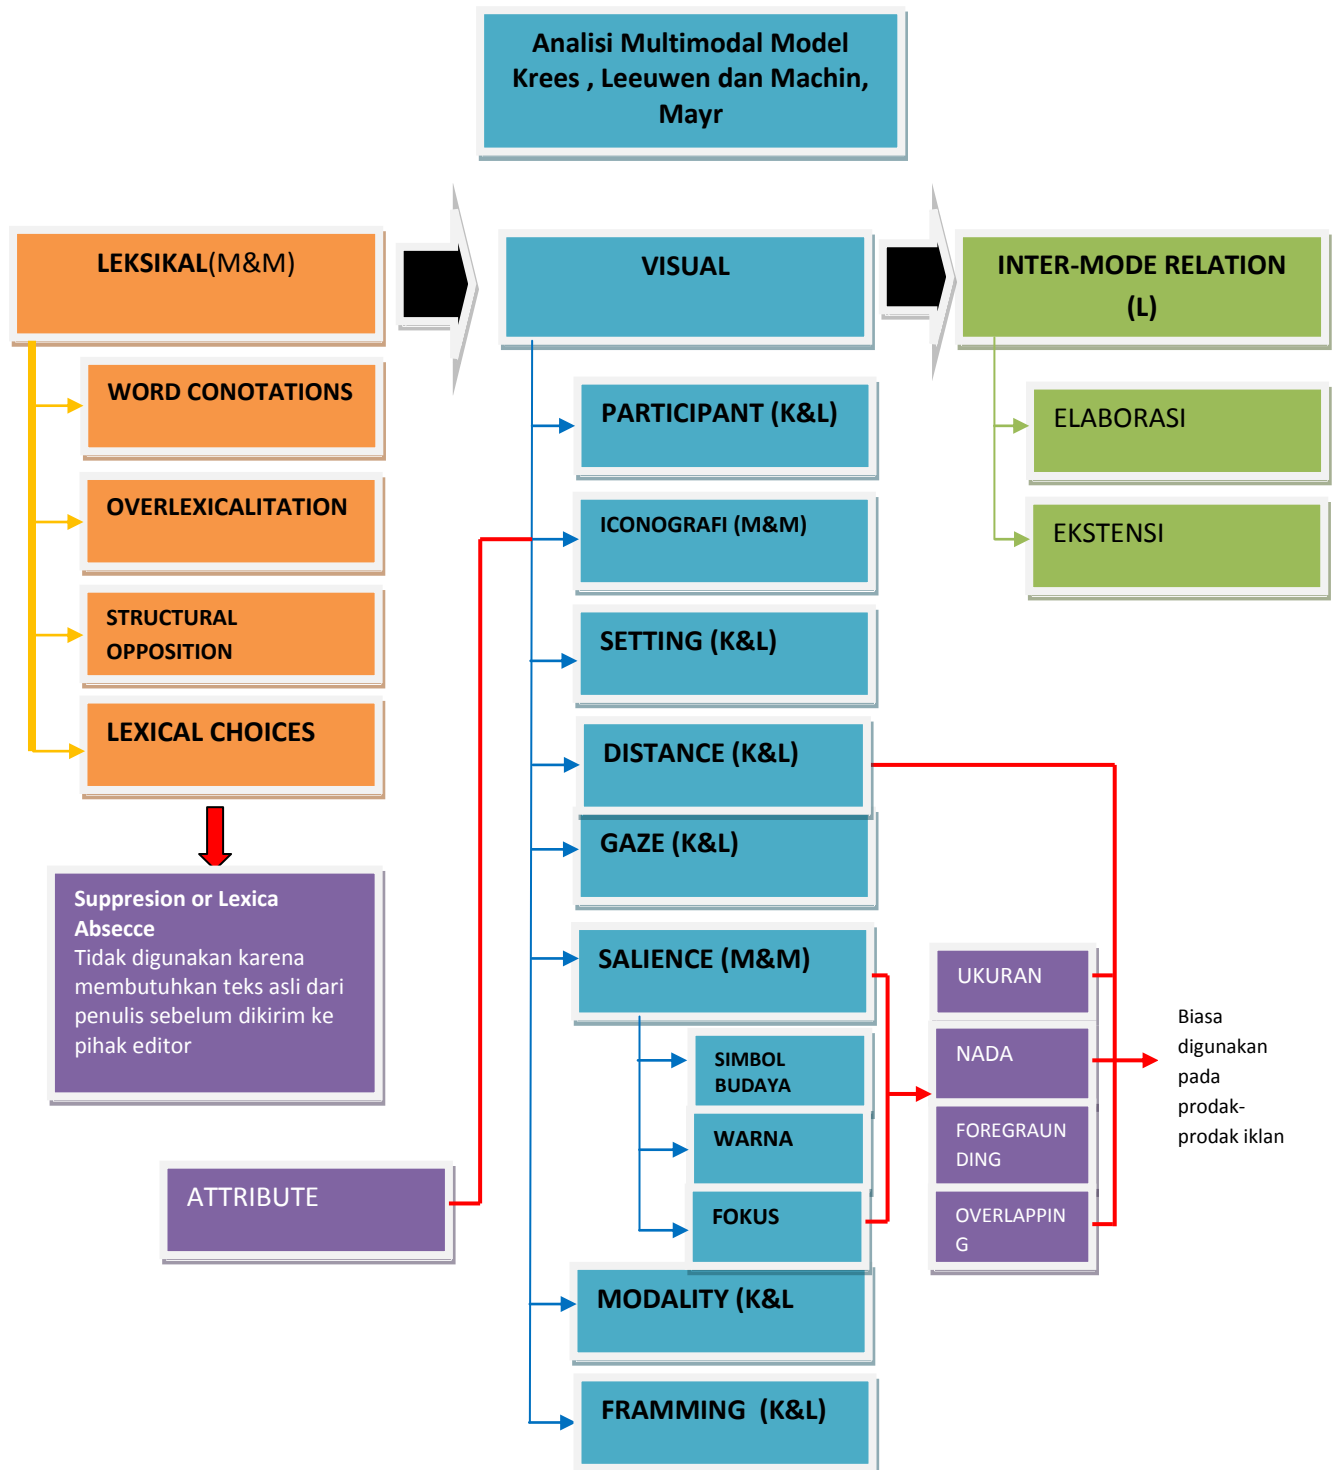 Analisi Multimodal Model
Krees , Leeuwen dan Machin,
Mayr
LEKSIKAL(M&M)
WORD CONOTATIONS
OVERLEXICALITATION
STRUCTURAL
OPPOSITION
LEXICAL CHOICES
Suppresion or Lexica
Absecce
Tidak digunakan karena
membutuhkan teks asli dari
penulis sebelum dikirim ke
pihak editor
ATTRIBUTE
VISUAL
PARTICIPANT (K&L)
ICONOGRAFI (M&M)
SETTING (K&L)
DISTANCE (K&L)
GAZE (K&L)
SALIENCE (M&M)
SIMBOL
BUDAYA
WARNA
FOKUS
MODALITY (K&L
FRAMMING (K&L)
UKURAN
NADA
FOREGRAUN
DING
OVERLAPPIN
G
Biasa
digunakan
pada
prodak-
prodak iklan
INTER-MODE RELATION
(L)
ELABORASI
EKSTENSI